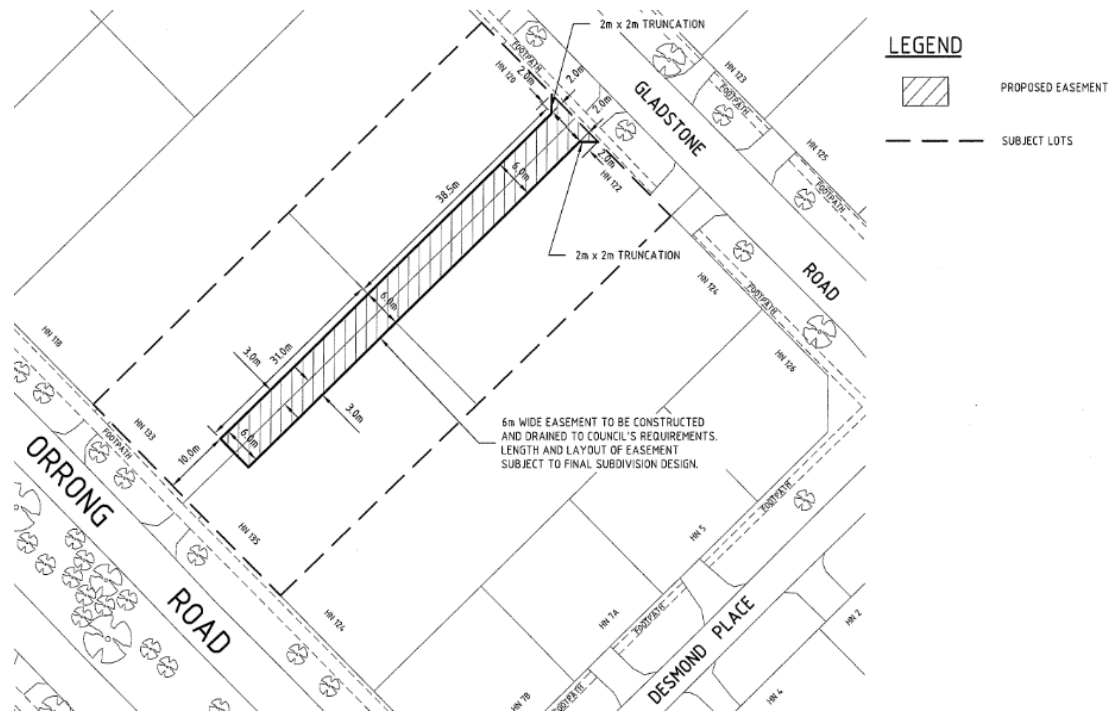 2m x 2m TRUNCATION
LEGEND
PROPOSED EASEMENT
SUBJECT LOTS
FOOTPATH
HN 120
2.0m
2.0m
2.0m
2.0m
HN 122
GLADSTONE
ROAD
HN 123
FOOTPATH
HN 125
FOOTPATH
6.0m
38.5m
2m x 2m TRUNCATION
HN 124
FOOTPATH
HN 126
6.0m
31.0m
3.0m
3.0m
6.0m
10.0m
HN 118
HN 133
FOOTPATH
HN 135
HN 124
6m WIDE EASEMENT TO BE CONSTRUCTED
AND DRAINED TO COUNCIL'S REQUIREMENTS.
LENGTH AND LAYOUT OF EASEMENT
SUBJECT TO FINAL SUBDIVISION DESIGN.
ORRONG
ROAD
HN 5
FOOTPATH
HN 7A
FOOTPATH
HN 7B
DESMOND PLACE
HN 2
HN 4